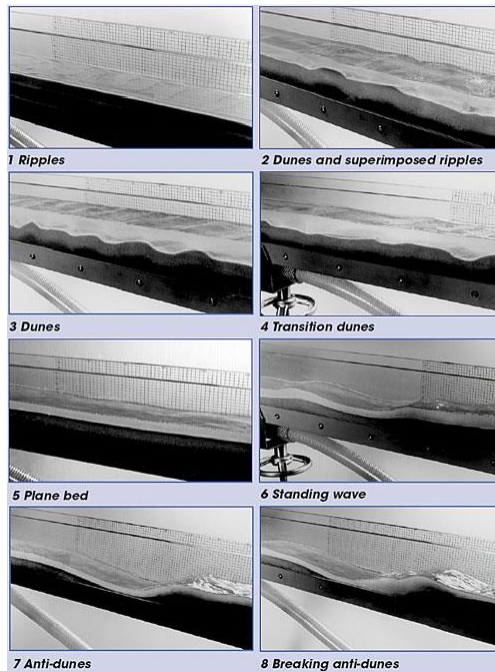 1 Ripples
2 Dunes and superimposed ripples
3 Dunes
4 Transition dunes
5 Plane bed
6 Standing wave
7 Anti-dunes
8 Breaking anti-dunes